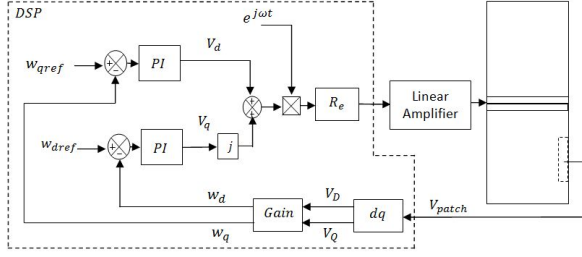 DSP
e^{jωt}
w_{qref}
+
−
PI
V_d
+
+
R_e
Linear
Amplifier
w_{dref}
+
−
PI
V_q
j
w_d
w_q
Gain
V_D
V_Q
dq
V_{patch}